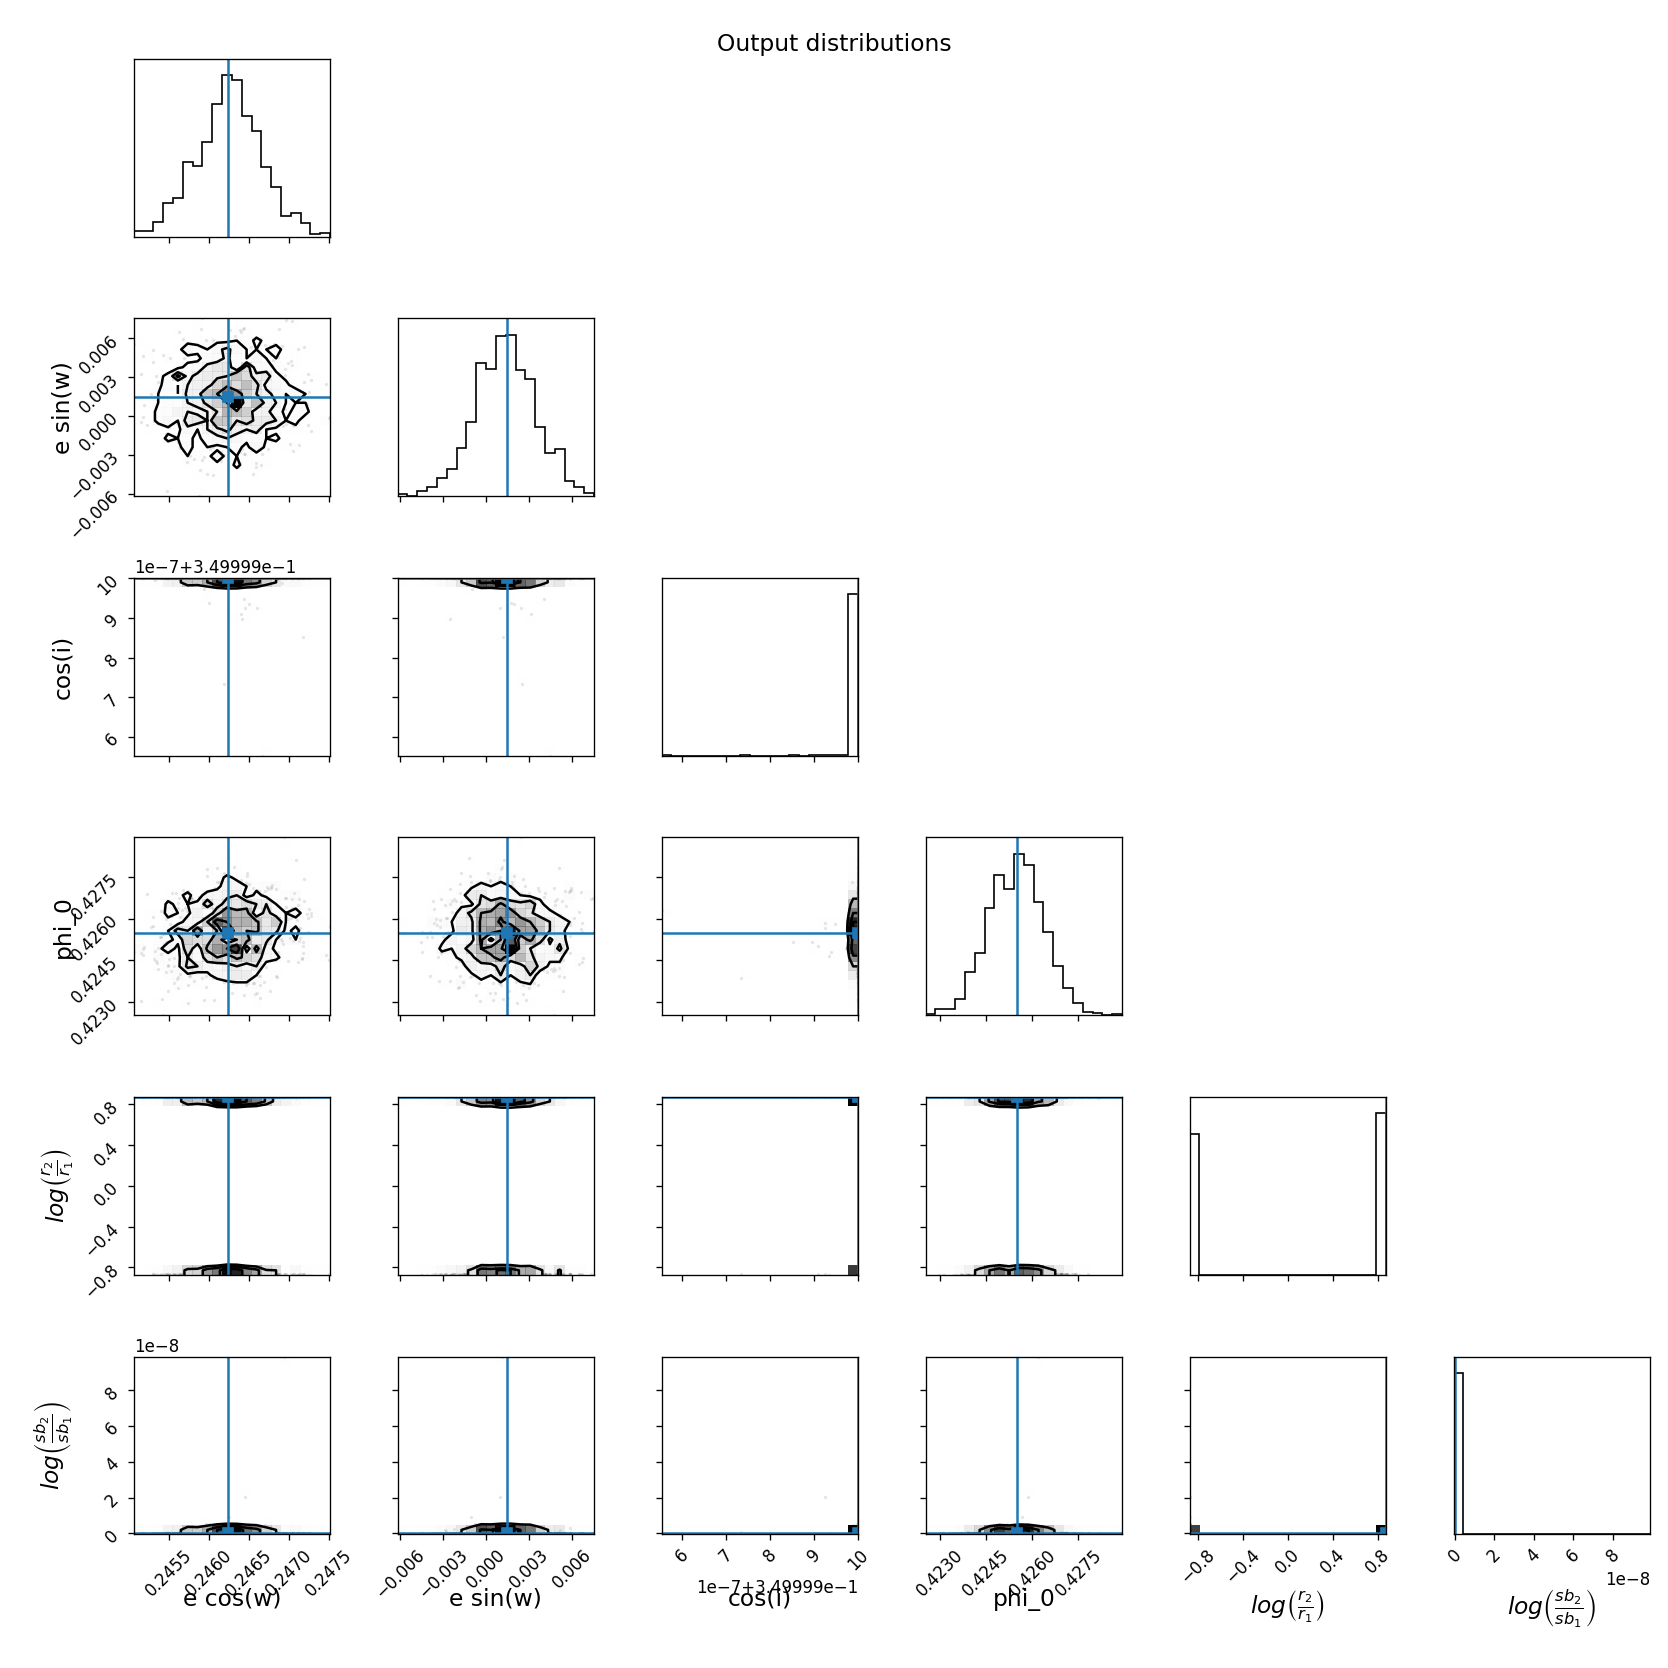 Output distributions
e sin(w)
0.006
0.003
0.000
−0.003
−0.006
1e−7+3.49999e−1
cos(i)
10
9
8
7
6
phi_0
0.4275
0.4260
0.4245
0.4230
log(r2/r1)
0.8
0.4
0.0
−0.4
−0.8
1e−8
log(sb2/sb1)
8
6
4
2
0
0.2455 0.2460 0.2465 0.2470 0.2475
e cos(w)
−0.006 −0.003 0.000 0.003 0.006
e sin(w)
6 7 8 9 10
1e−7+3.49999e−1
cos(i)
0.4230 0.4245 0.4260 0.4275
phi_0
−0.8 −0.4 0.0 0.4 0.8
log(r2/r1)
0 2 4 6 8
1e−8
log(sb2/sb1)